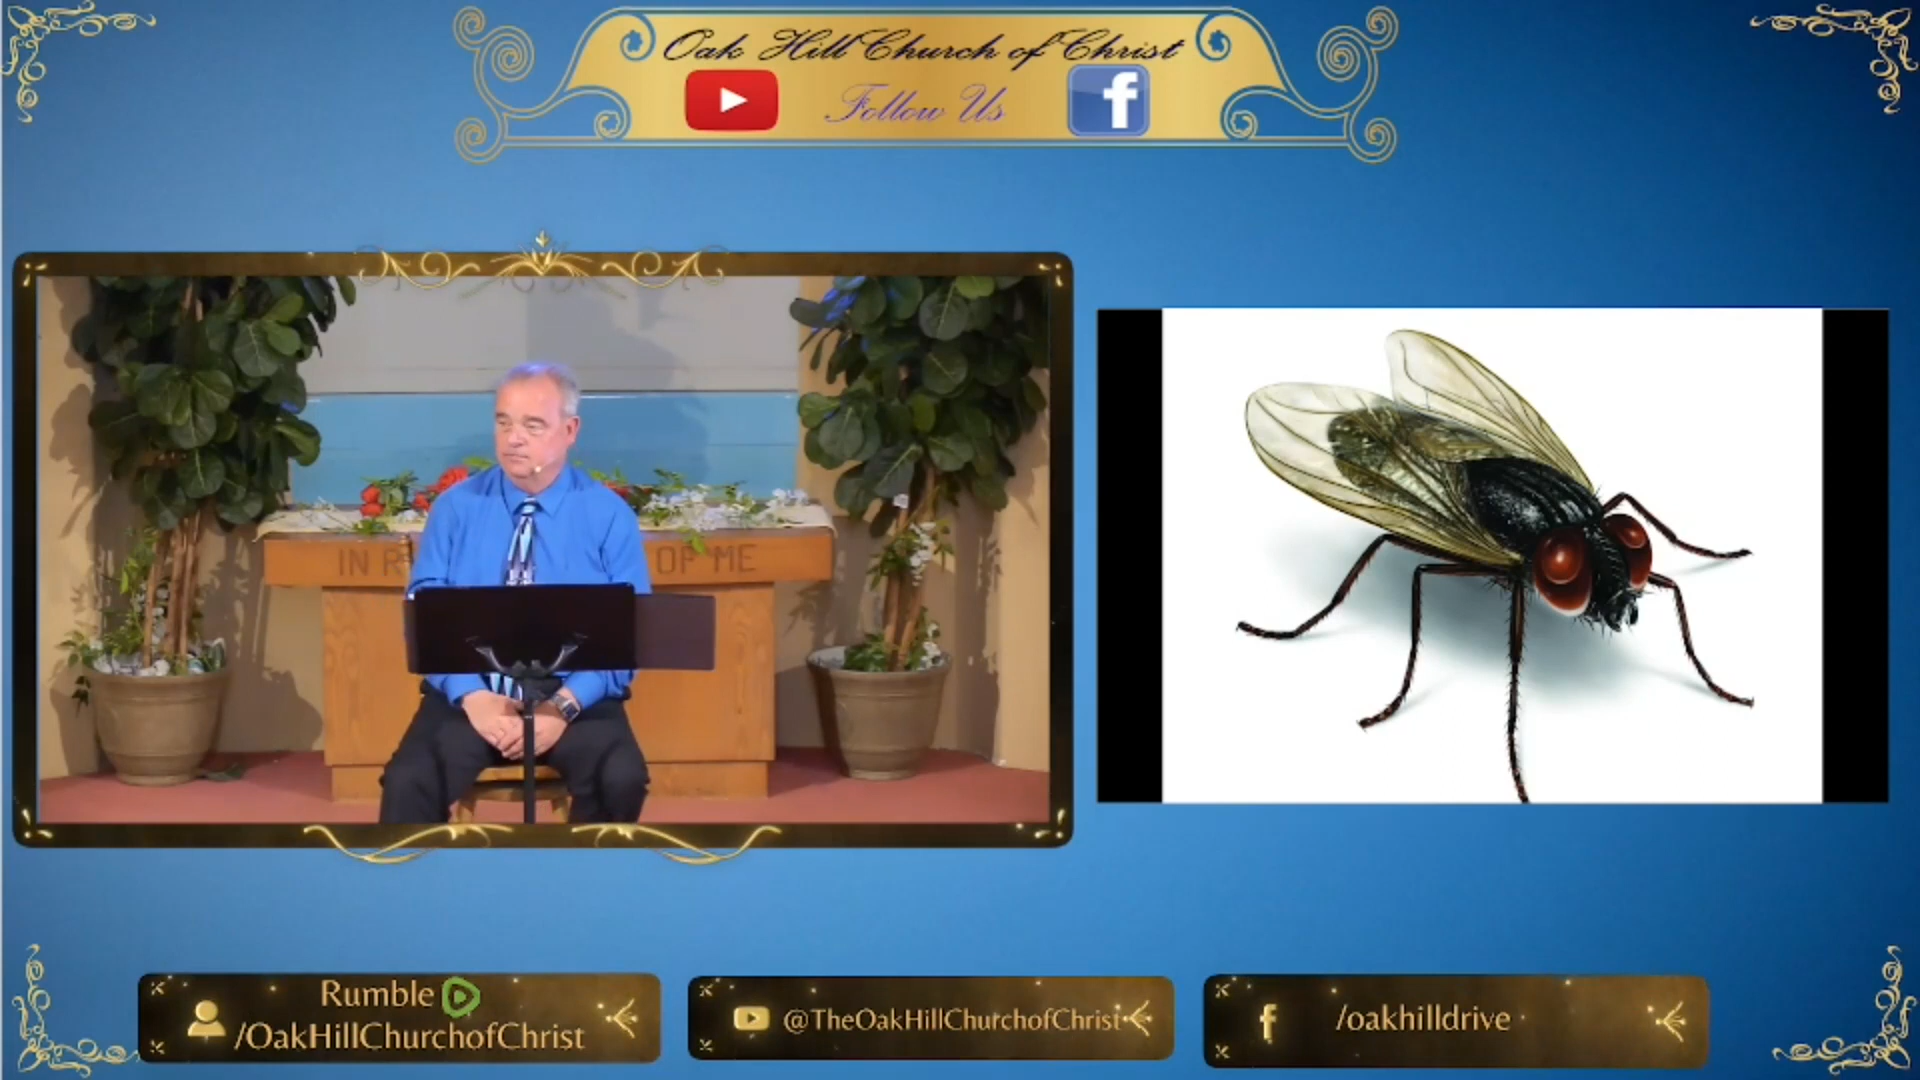 Oak Hill Church of Christ
Follow Us
IN R OF ME
Rumble
/OakHillChurchofChrist
@TheOakHillChurchofChrist
/oakhilldrive